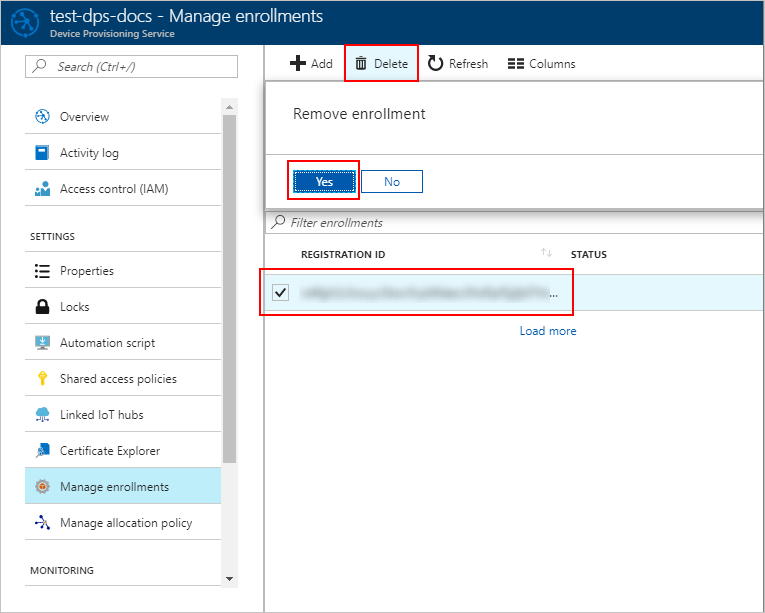 test-dps-docs - Manage enrollments
Device Provisioning Service
Search (Ctrl+/)
Overview
Activity log
Access control (IAM)
SETTINGS
Properties
Locks
Automation script
Shared access policies
Linked IoT hubs
Certificate Explorer
Manage enrollments
Manage allocation policy
MONITORING
Add Delete Refresh Columns
Remove enrollment
Yes No
Filter enrollments
REGISTRATION ID STATUS
...
Load more